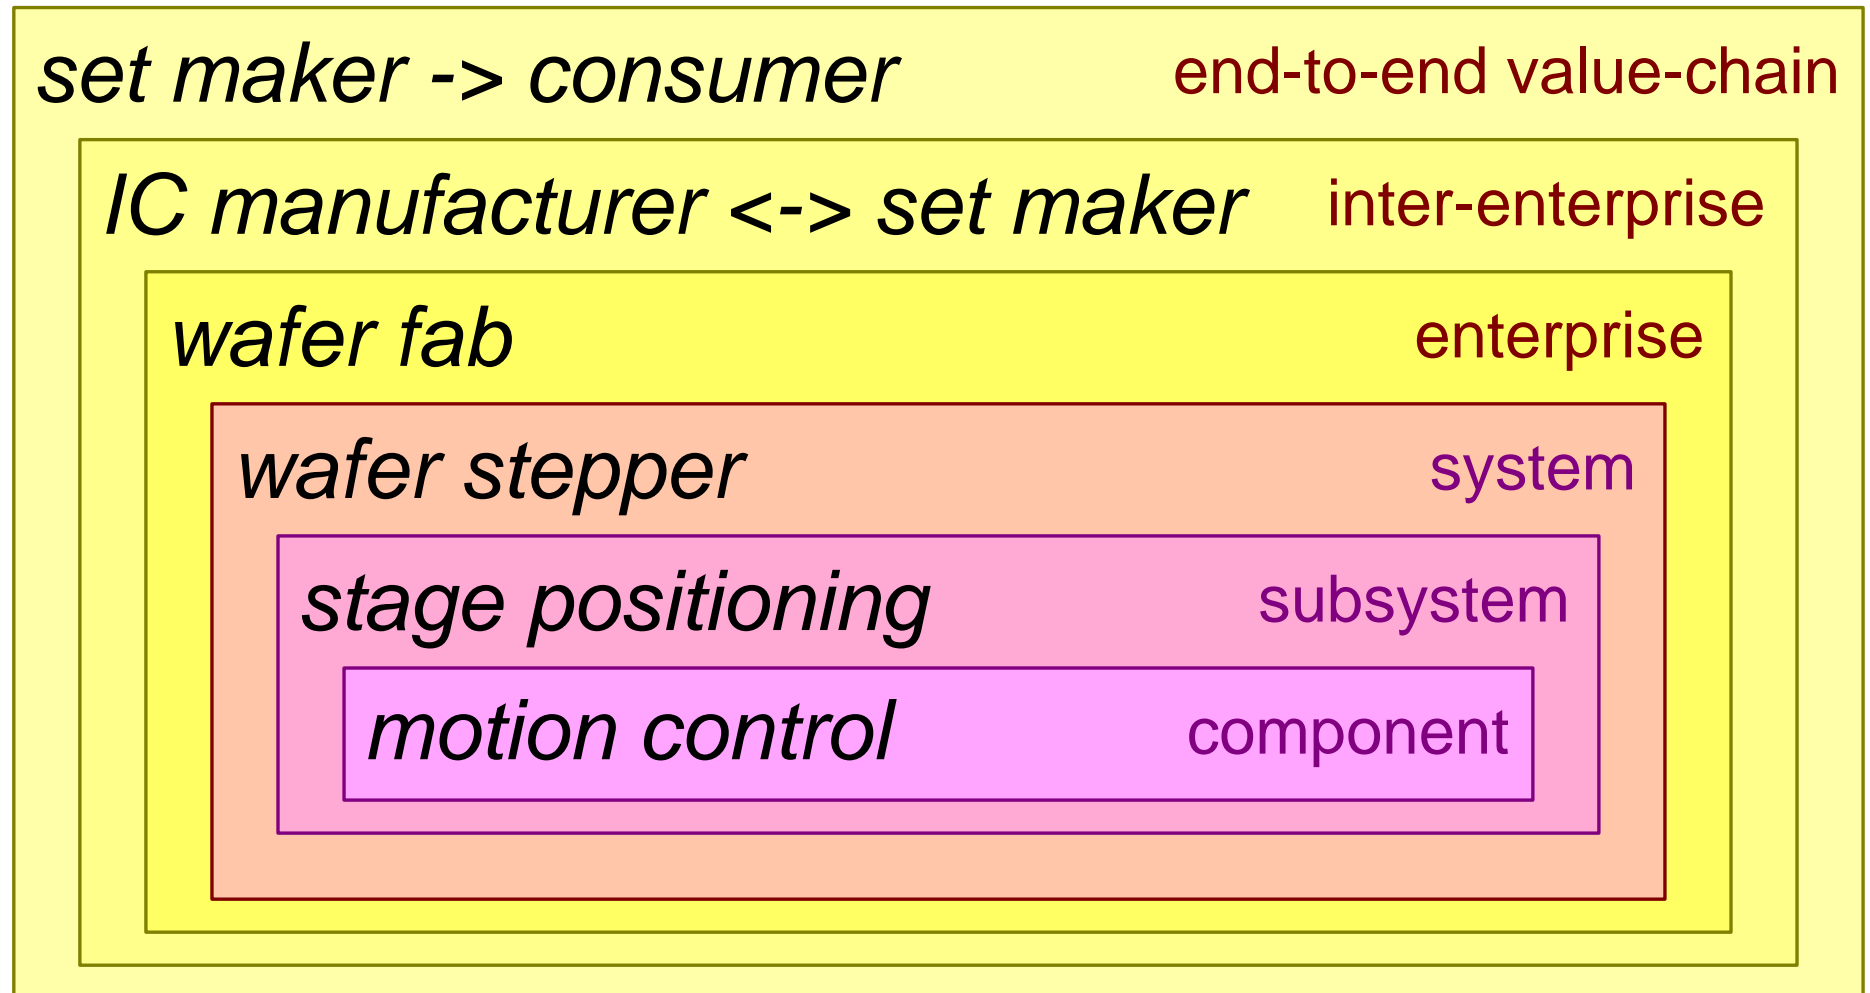 set maker -> consumer end-to-end value-chain
IC manufacturer <-> set maker inter-enterprise
wafer fab enterprise
wafer stepper system
stage positioning subsystem
motion control component